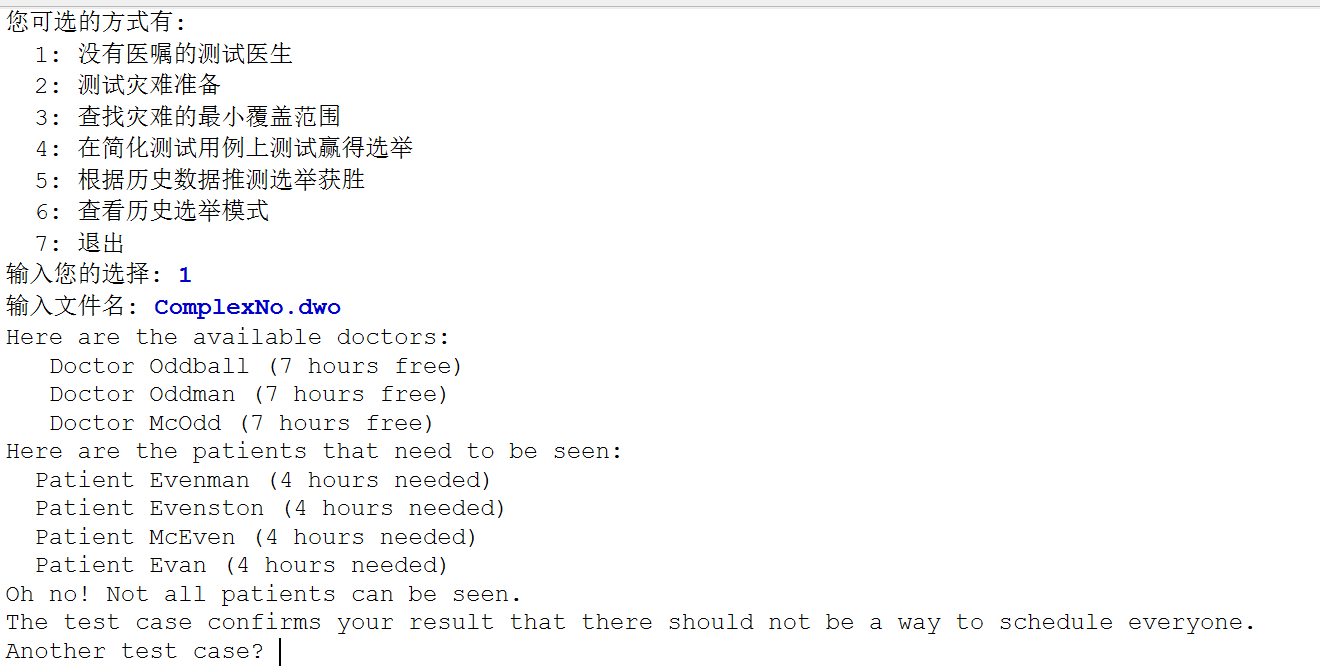 您可选的方式有:
1: 没有医嘱的测试医生
2: 测试灾难准备
3: 查找灾难的最小覆盖范围
4: 在简化测试用例上测试赢得选举
5: 根据历史数据推测选举获胜
6: 查看历史选举模式
7: 退出
输入您的选择: 1
输入文件名: ComplexNo.dwo
Here are the available doctors:
Doctor Oddball (7 hours free)
Doctor Oddman (7 hours free)
Doctor McOdd (7 hours free)
Here are the patients that need to be seen:
Patient Evenman (4 hours needed)
Patient Evenston (4 hours needed)
Patient McEven (4 hours needed)
Patient Evan (4 hours needed)
Oh no! Not all patients can be seen.
The test case confirms your result that there should not be a way to schedule everyone.
Another test case?